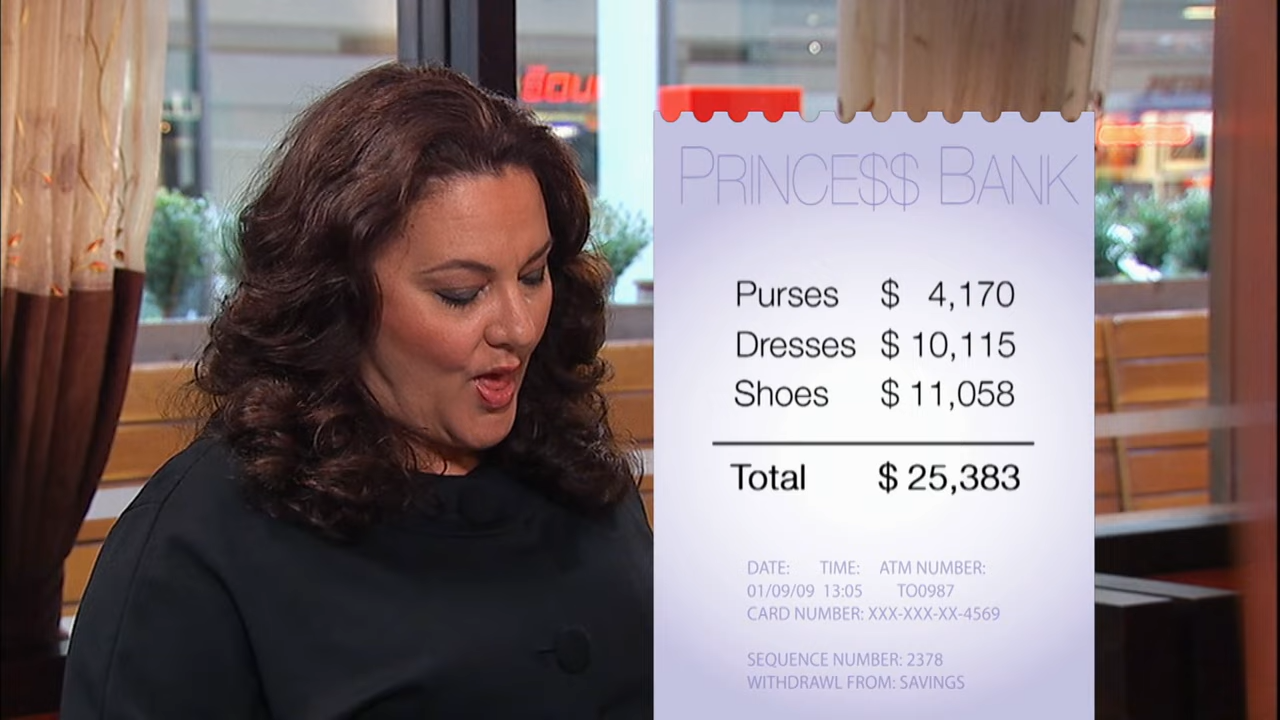 PRINCE$$ BANK
Purses $ 4,170
Dresses $ 10,115
Shoes $ 11,058
Total $ 25,383
DATE: TIME: ATM NUMBER:
01/09/09 13:05 TO0987
CARD NUMBER: XXX-XXX-XX-4569
SEQUENCE NUMBER: 2378
WITHDRAWL FROM: SAVINGS